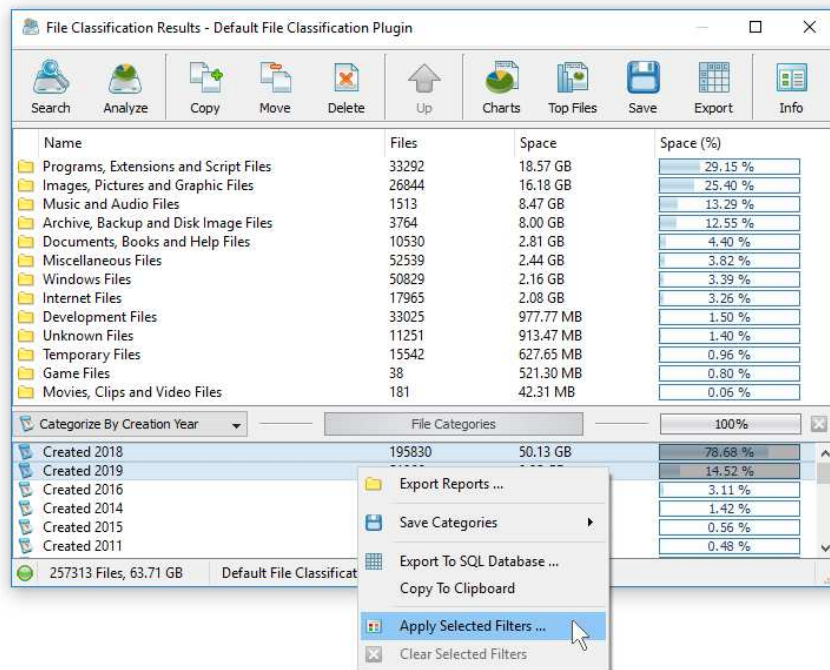 File Classification Results - Default File Classification Plugin
Search Analyze Copy Move Delete Up Charts Top Files Save Export Info
Name Files Space Space (%)
Programs, Extensions and Script Files 33292 18.57 GB 29.15 %
Images, Pictures and Graphic Files 26844 16.18 GB 25.40 %
Music and Audio Files 1513 8.47 GB 13.29 %
Archive, Backup and Disk Image Files 3764 8.00 GB 12.55 %
Documents, Books and Help Files 10530 2.81 GB 4.40 %
Miscellaneous Files 52539 2.44 GB 3.82 %
Windows Files 50829 2.16 GB 3.39 %
Internet Files 17965 2.08 GB 3.26 %
Development Files 33025 977.77 MB 1.50 %
Unknown Files 11251 913.47 MB 1.40 %
Temporary Files 15542 627.65 MB 0.96 %
Game Files 38 521.30 MB 0.80 %
Movies, Clips and Video Files 181 42.31 MB 0.06 %
Categorize By Creation Year File Categories 100%
Created 2018 195830 50.13 GB 78.68 %
Created 2019 14.52 %
Created 2016 3.11 %
Created 2014 1.42 %
Created 2015 0.56 %
Created 2011 0.48 %
257313 Files, 63.71 GB Default File Classificat
Export Reports ...
Save Categories
Export To SQL Database ...
Copy To Clipboard
Apply Selected Filters ...
Clear Selected Filters